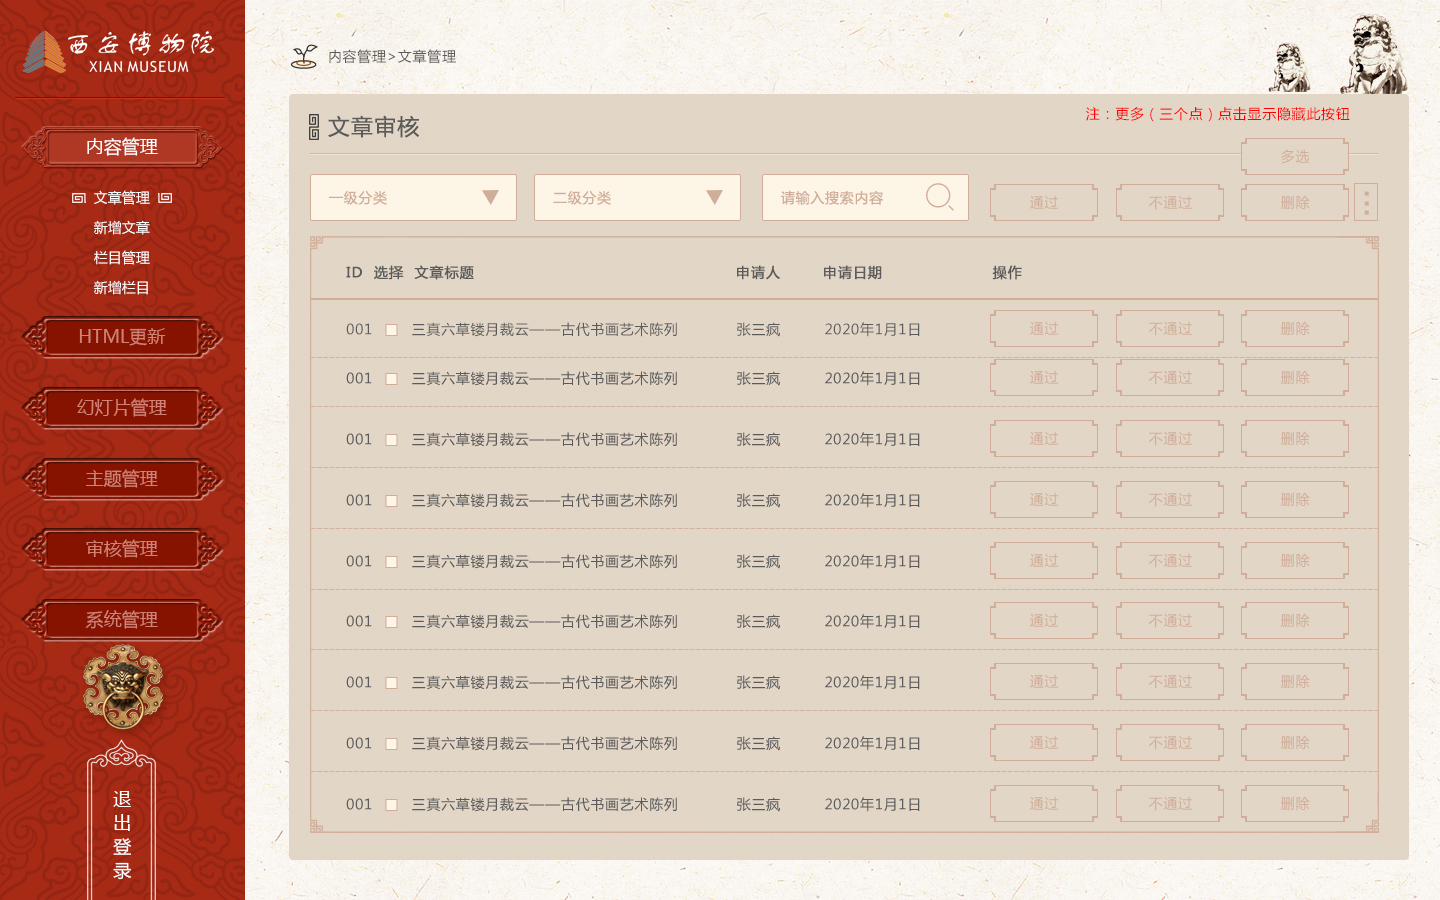 西安博物院
XIAN MUSEUM
内容管理
文章管理
新增文章
栏目管理
新增栏目
HTML更新
幻灯片管理
主题管理
审核管理
系统管理
退出登录
内容管理>文章管理
文章审核
注：更多（三个点）点击显示隐藏此按钮
多选
一级分类 二级分类 请输入搜索内容 通过 不通过 删除
ID 选择 文章标题 申请人 申请日期 操作
001 三真六草镂月裁云——古代书画艺术陈列 张三疯 2020年1月1日 通过 不通过 删除
001 三真六草镂月裁云——古代书画艺术陈列 张三疯 2020年1月1日 通过 不通过 删除
001 三真六草镂月裁云——古代书画艺术陈列 张三疯 2020年1月1日 通过 不通过 删除
001 三真六草镂月裁云——古代书画艺术陈列 张三疯 2020年1月1日 通过 不通过 删除
001 三真六草镂月裁云——古代书画艺术陈列 张三疯 2020年1月1日 通过 不通过 删除
001 三真六草镂月裁云——古代书画艺术陈列 张三疯 2020年1月1日 通过 不通过 删除
001 三真六草镂月裁云——古代书画艺术陈列 张三疯 2020年1月1日 通过 不通过 删除
001 三真六草镂月裁云——古代书画艺术陈列 张三疯 2020年1月1日 通过 不通过 删除
001 三真六草镂月裁云——古代书画艺术陈列 张三疯 2020年1月1日 通过 不通过 删除